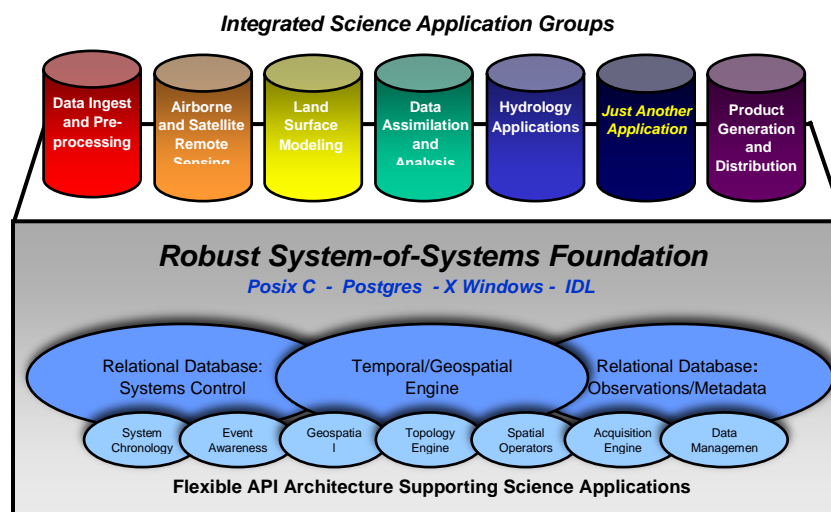 Integrated Science Application Groups
Data Ingest
and Pre-
processing
Airborne
and Satellite
Remote
Sensing
Land
Surface
Modeling
Data
Assimilation
and
Analysis
Hydrology
Applications
Just Another
Application
Product
Generation
and
Distribution
Robust System-of-Systems Foundation
Posix C - Postgres - X Windows - IDL
Relational Database:
Systems Control
Temporal/Geospatial
Engine
Relational Database:
Observations/Metadata
System
Chronology
Event
Awareness
Geospatia
l
Topology
Engine
Spatial
Operators
Acquisition
Engine
Data
Managemen
Flexible API Architecture Supporting Science Applications